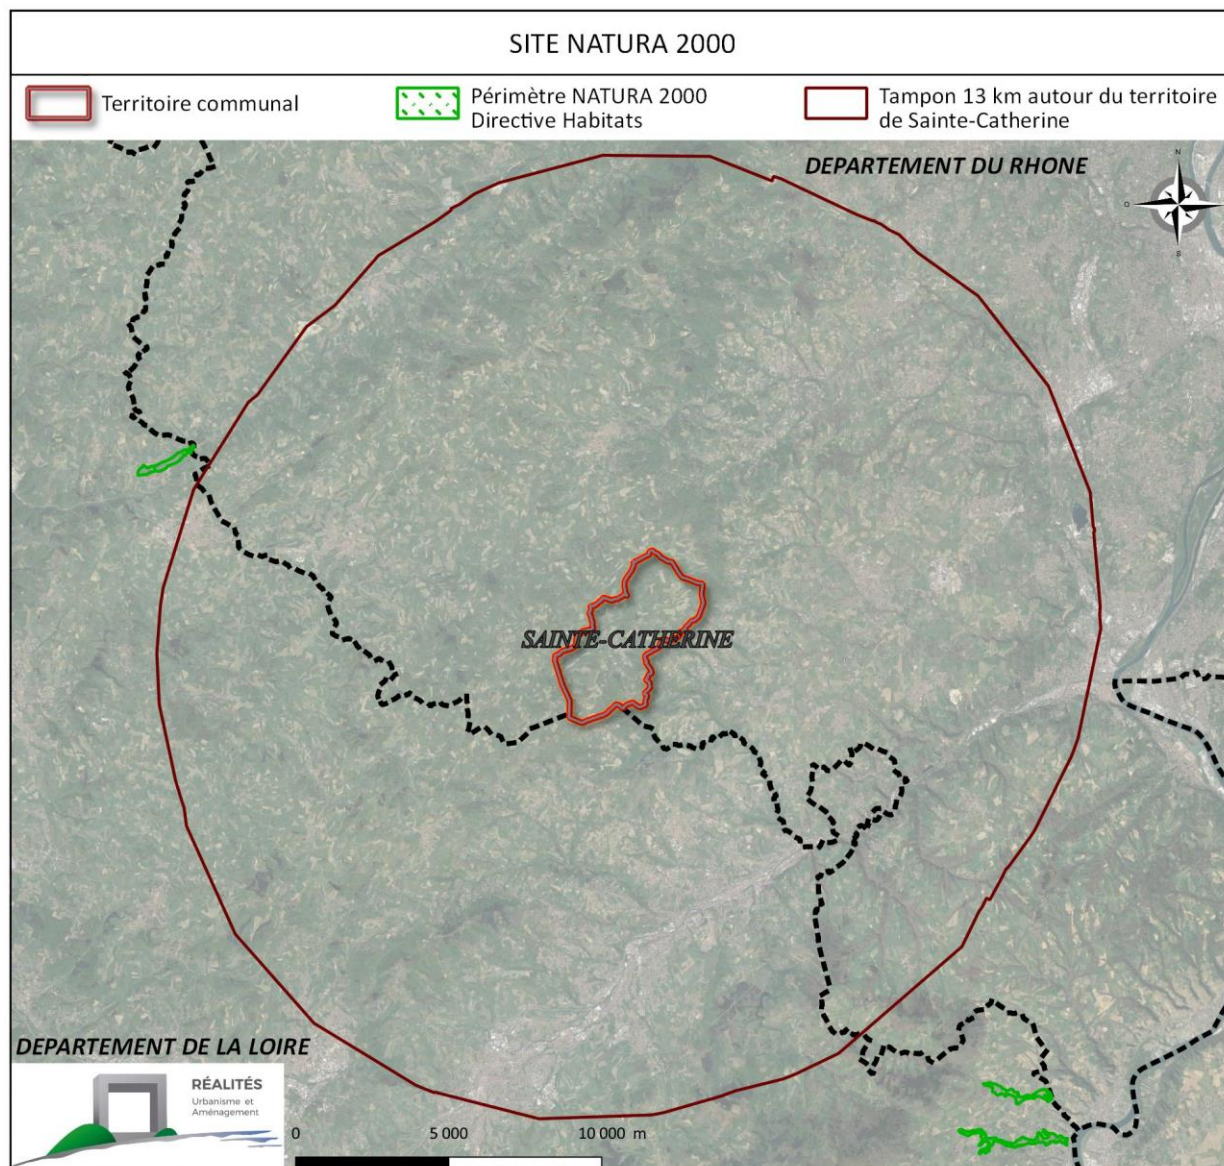 SITE NATURA 2000
Territoire communal
Périmètre NATURA 2000
Directive Habitats
Tampon 13 km autour du territoire
de Sainte-Catherine
DEPARTEMENT DU RHONE
N
O
S
SAINTE-CATHERINE
DEPARTEMENT DE LA LOIRE
RÉALITÉS
Urbanisme et
Aménagement
0 5 000 10 000 m